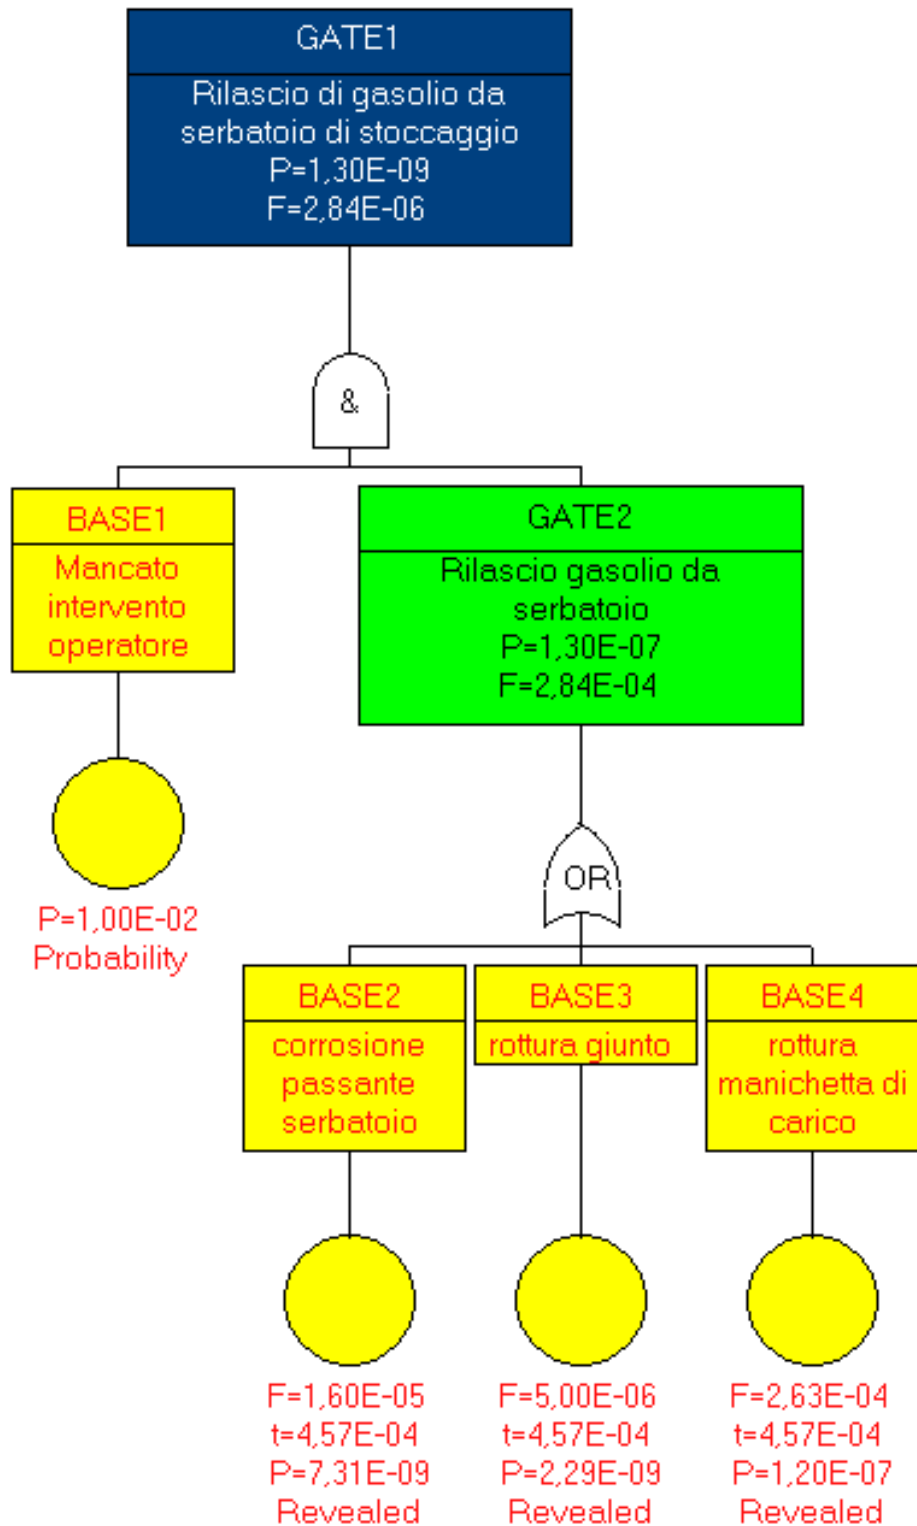 GATE1
Rilascio di gasolio da
serbatoio di stoccaggio
P=1,30E-09
F=2,84E-06
&
BASE1
Mancato
intervento
operatore
P=1,00E-02
Probability
GATE2
Rilascio gasolio da
serbatoio
P=1,30E-07
F=2,84E-04
OR
BASE2
corrosione
passante
serbatoio
F=1,60E-05
t=4,57E-04
P=7,31E-09
Revealed
BASE3
rottura giunto
F=5,00E-06
t=4,57E-04
P=2,29E-09
Revealed
BASE4
rottura
manichetta di
carico
F=2,63E-04
t=4,57E-04
P=1,20E-07
Revealed